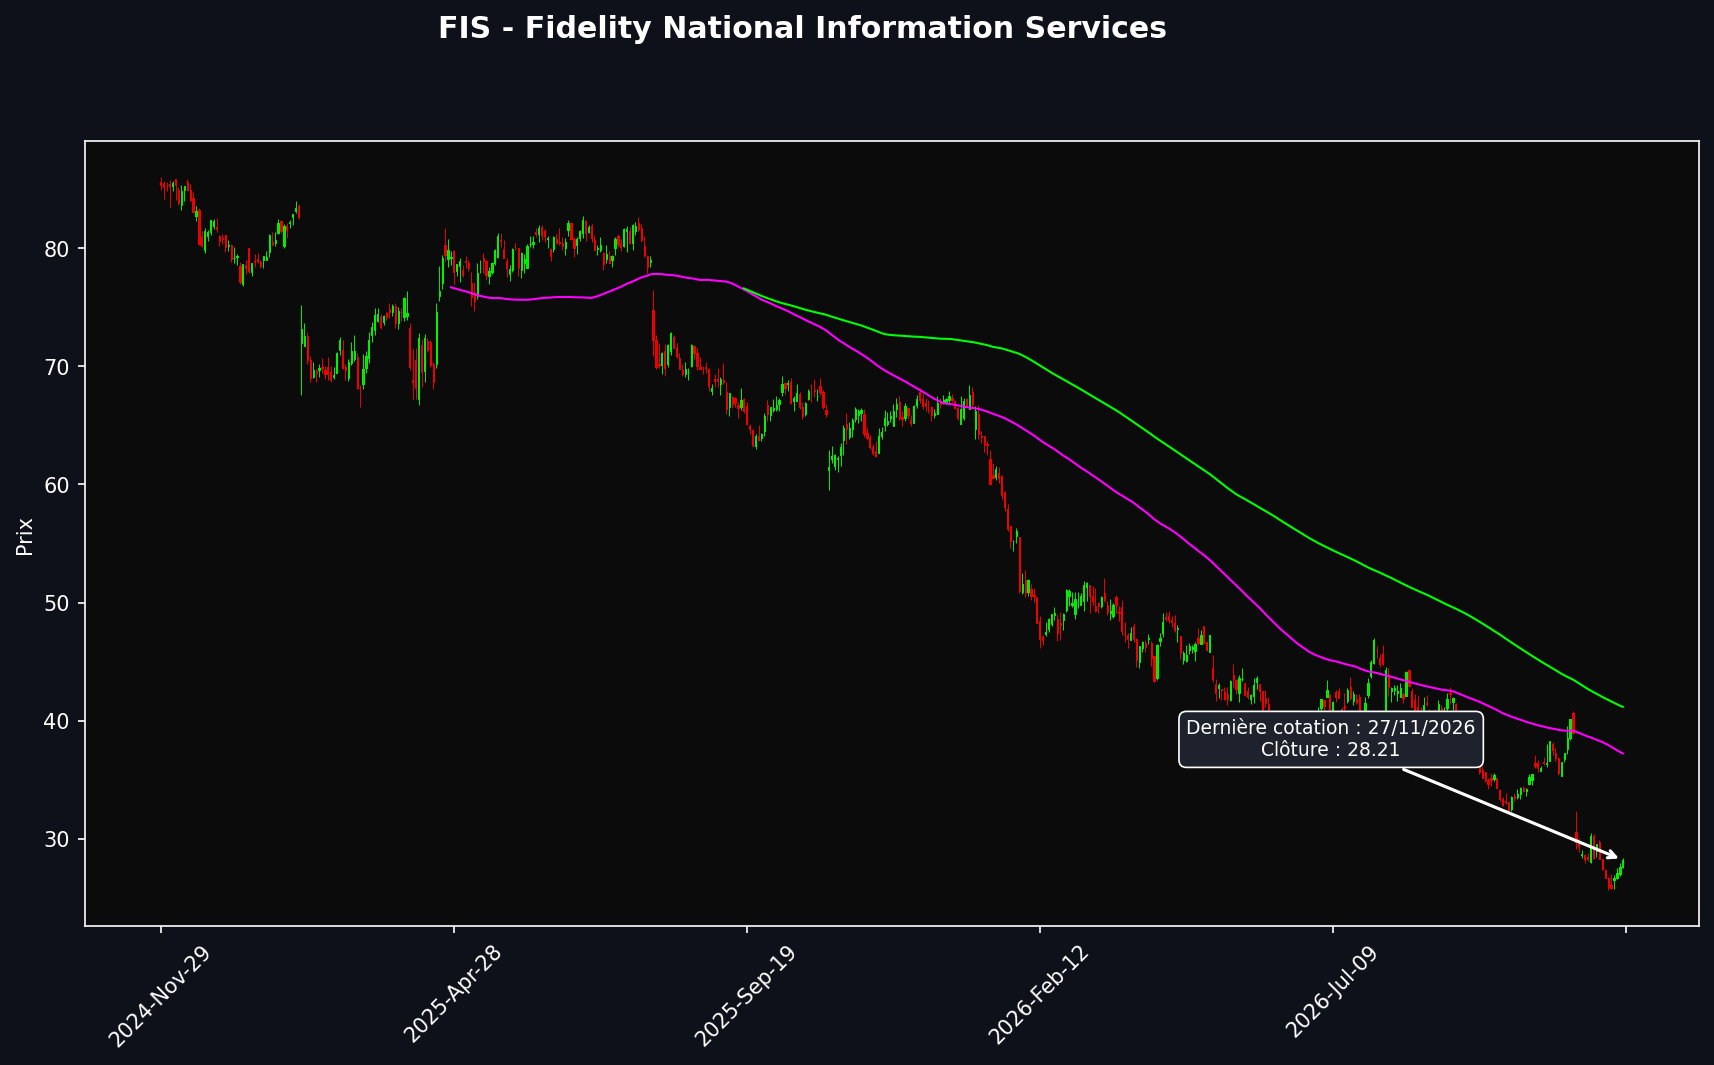 FIS - Fidelity National Information Services
Prix
80
70
60
50
40
30
Dernière cotation : 27/11/2026
Clôture : 28.21
2024-Nov-29
2025-Apr-28
2025-Sep-19
2026-Feb-12
2026-Jul-09